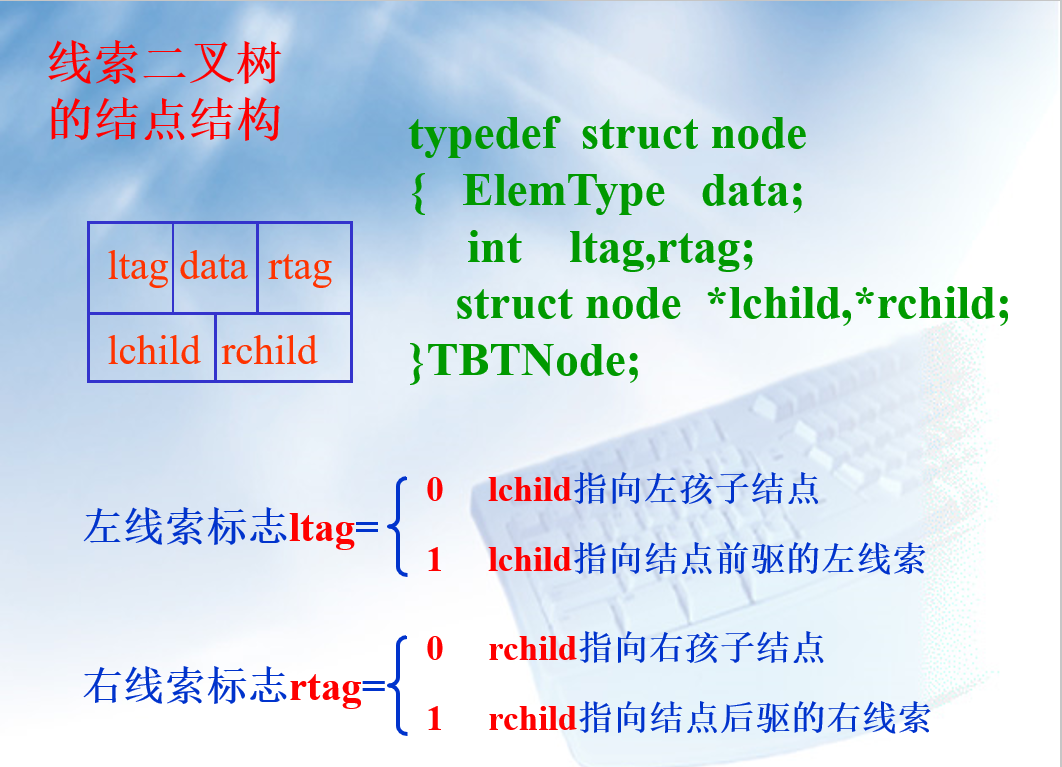 线索二叉树
的结点结构
typedef struct node
{ ElemType data;
int ltag,rtag;
struct node *lchild,*rchild;
}TBTNode;
ltag data rtag
lchild rchild
左线索标志ltag=
0 lchild指向左孩子结点
1 lchild指向结点前驱的左线索
右线索标志rtag=
0 rchild指向右孩子结点
1 rchild指向结点后驱的右线索